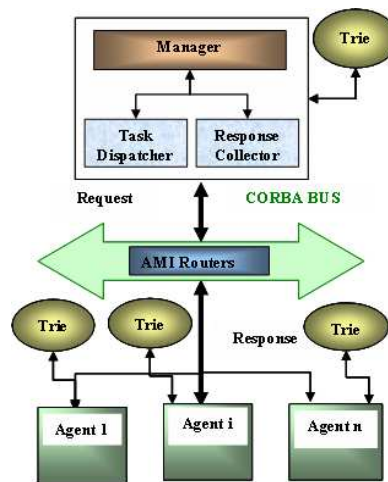 Manager
Trie
Task
Dispatcher
Response
Collector
Request
CORBA BUS
AMI Routers
Trie
Trie
Trie
Response
Agent 1
Agent i
Agent n